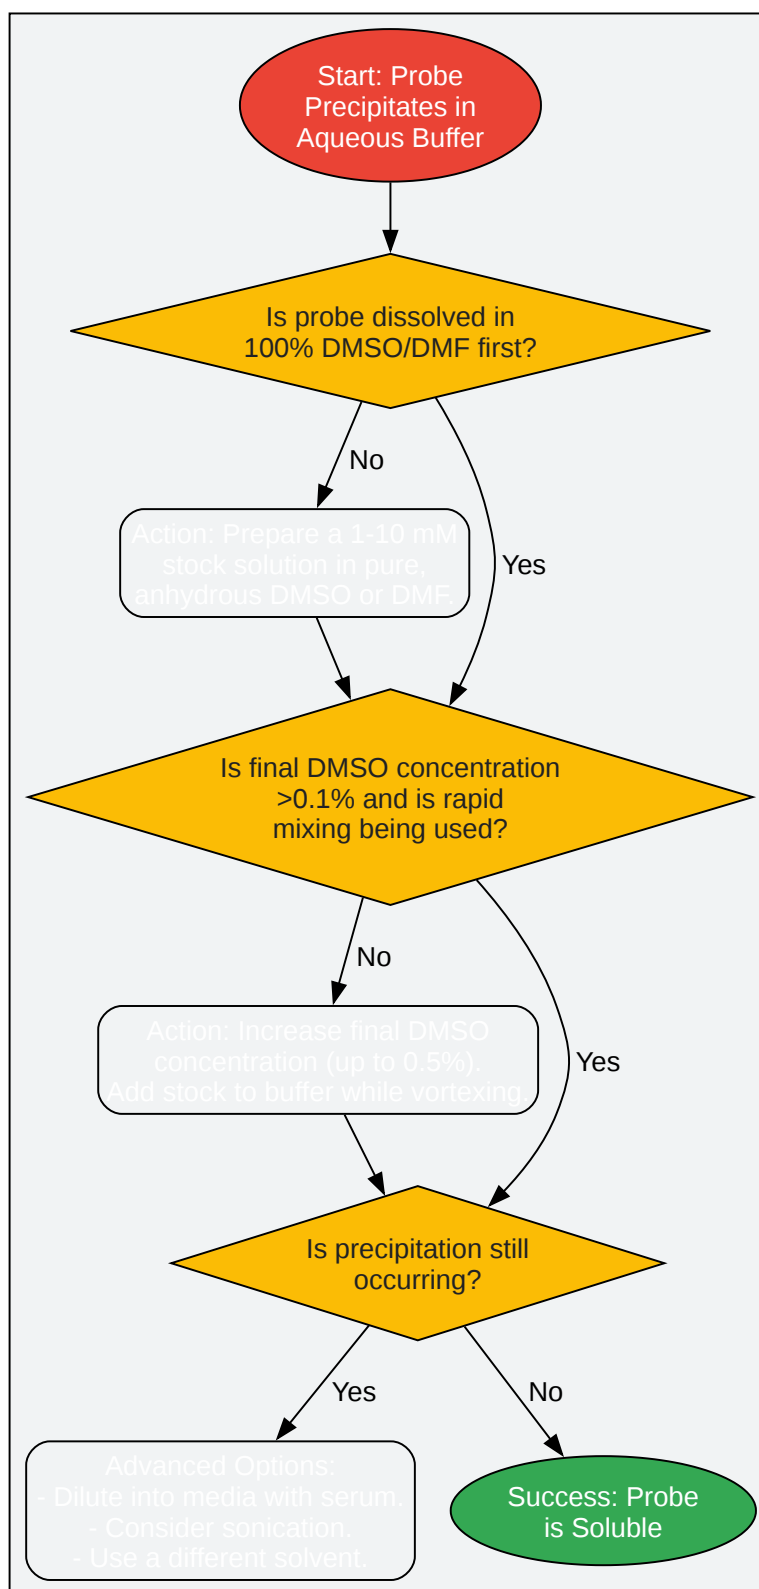 Start: Probe
Precipitates in
Aqueous Buffer
Is probe dissolved in
100% DMSO/DMF first?
No
Action: Prepare a 1-10 mM
stock solution in pure,
anhydrous DMSO or DMF.
Yes
Is final DMSO concentration
>0.1% and is rapid
mixing being used?
No
Action: Increase final DMSO
concentration (up to 0.5%).
Add stock to buffer while vortexing.
Yes
Is precipitation still
occurring?
Yes
No
Advanced Options:
- Dilute into media with serum.
- Consider sonication.
- Use a different solvent.
Success: Probe
is Soluble